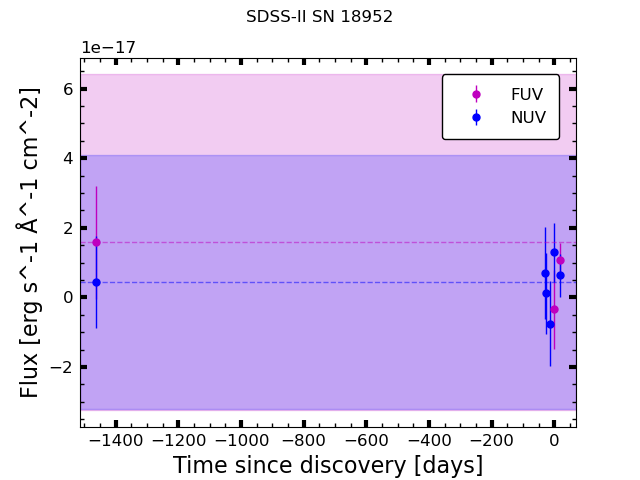 SDSS-II SN 18952
1e−17
FUV
NUV
6
4
2
0
−2
Flux [erg s^-1 Å^-1 cm^-2]
−1400 −1200 −1000 −800 −600 −400 −200 0
Time since discovery [days]